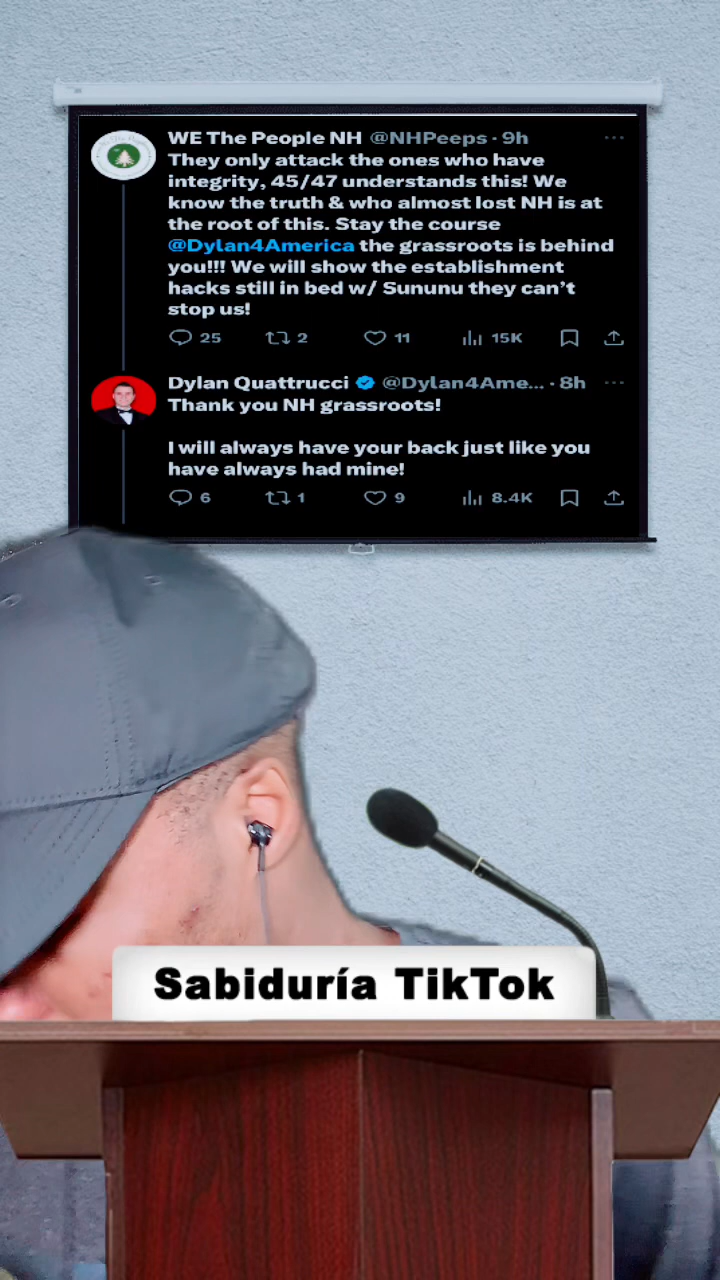 WE The People NH @NHPeeps · 9h
They only attack the ones who have
integrity, 45/47 understands this! We
know the truth & who almost lost NH is at
the root of this. Stay the course
@Dylan4America the grassroots is behind
you!!! We will show the establishment
hacks still in bed w/ Sununu they can’t
stop us!
25 2 11 15K
Dylan Quattrucci @Dylan4Ame... · 8h
Thank you NH grassroots!
I will always have your back just like you
have always had mine!
6 1 9 8.4K
Sabiduría TikTok